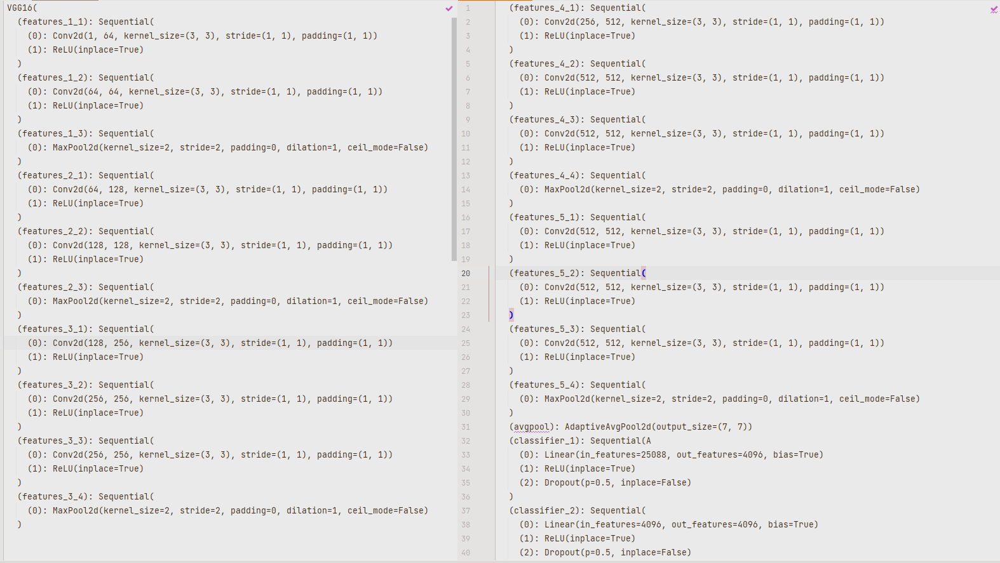 VGG16(
  (features_1_1): Sequential(
    (0): Conv2d(1, 64, kernel_size=(3, 3), stride=(1, 1), padding=(1, 1))
    (1): ReLU(inplace=True)
  )
  (features_1_2): Sequential(
    (0): Conv2d(64, 64, kernel_size=(3, 3), stride=(1, 1), padding=(1, 1))
    (1): ReLU(inplace=True)
  )
  (features_1_3): Sequential(
    (0): MaxPool2d(kernel_size=2, stride=2, padding=0, dilation=1, ceil_mode=False)
  )
  (features_2_1): Sequential(
    (0): Conv2d(64, 128, kernel_size=(3, 3), stride=(1, 1), padding=(1, 1))
    (1): ReLU(inplace=True)
  )
  (features_2_2): Sequential(
    (0): Conv2d(128, 128, kernel_size=(3, 3), stride=(1, 1), padding=(1, 1))
    (1): ReLU(inplace=True)
  )
  (features_2_3): Sequential(
    (0): MaxPool2d(kernel_size=2, stride=2, padding=0, dilation=1, ceil_mode=False)
  )
  (features_3_1): Sequential(
    (0): Conv2d(128, 256, kernel_size=(3, 3), stride=(1, 1), padding=(1, 1))
    (1): ReLU(inplace=True)
  )
  (features_3_2): Sequential(
    (0): Conv2d(256, 256, kernel_size=(3, 3), stride=(1, 1), padding=(1, 1))
    (1): ReLU(inplace=True)
  )
  (features_3_3): Sequential(
    (0): Conv2d(256, 256, kernel_size=(3, 3), stride=(1, 1), padding=(1, 1))
    (1): ReLU(inplace=True)
  )
  (features_3_4): Sequential(
    (0): MaxPool2d(kernel_size=2, stride=2, padding=0, dilation=1, ceil_mode=False)
  )
1 (features_4_1): Sequential(
2   (0): Conv2d(256, 512, kernel_size=(3, 3), stride=(1, 1), padding=(1, 1))
3   (1): ReLU(inplace=True)
4 )
5 (features_4_2): Sequential(
6   (0): Conv2d(512, 512, kernel_size=(3, 3), stride=(1, 1), padding=(1, 1))
7   (1): ReLU(inplace=True)
8 )
9 (features_4_3): Sequential(
10   (0): Conv2d(512, 512, kernel_size=(3, 3), stride=(1, 1), padding=(1, 1))
11   (1): ReLU(inplace=True)
12 )
13 (features_4_4): Sequential(
14   (0): MaxPool2d(kernel_size=2, stride=2, padding=0, dilation=1, ceil_mode=False)
15 )
16 (features_5_1): Sequential(
17   (0): Conv2d(512, 512, kernel_size=(3, 3), stride=(1, 1), padding=(1, 1))
18   (1): ReLU(inplace=True)
19 )
20 (features_5_2): Sequential(
21   (0): Conv2d(512, 512, kernel_size=(3, 3), stride=(1, 1), padding=(1, 1))
22   (1): ReLU(inplace=True)
23 )
24 (features_5_3): Sequential(
25   (0): Conv2d(512, 512, kernel_size=(3, 3), stride=(1, 1), padding=(1, 1))
26   (1): ReLU(inplace=True)
27 )
28 (features_5_4): Sequential(
29   (0): MaxPool2d(kernel_size=2, stride=2, padding=0, dilation=1, ceil_mode=False)
30 )
31 (avgpool): AdaptiveAvgPool2d(output_size=(7, 7))
32 (classifier_1): Sequential(A
33   (0): Linear(in_features=25088, out_features=4096, bias=True)
34   (1): ReLU(inplace=True)
35   (2): Dropout(p=0.5, inplace=False)
36 )
37 (classifier_2): Sequential(
38   (0): Linear(in_features=4096, out_features=4096, bias=True)
39   (1): ReLU(inplace=True)
40   (2): Dropout(p=0.5, inplace=False)